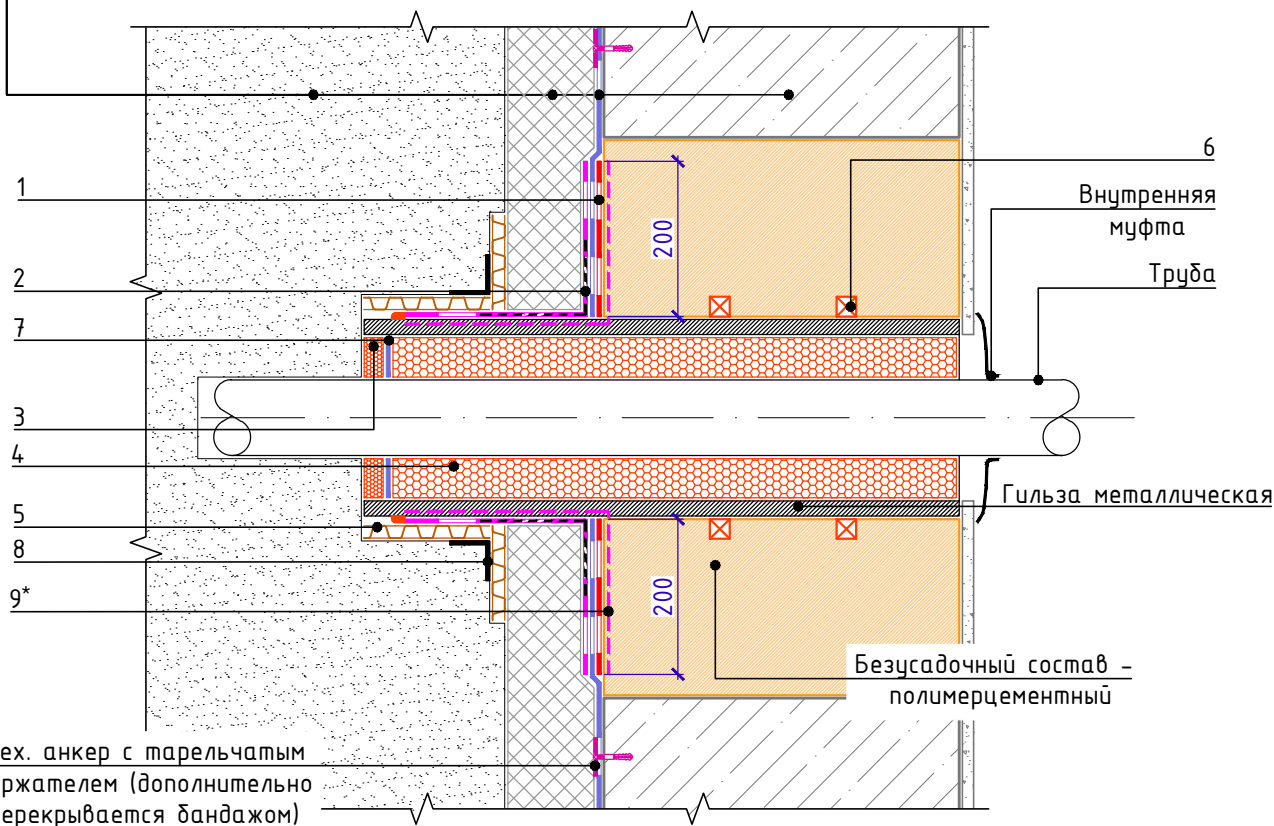 6
Внутренняя
муфта
1
200
2
Труба
7
3
4
Гильза металлическая
5
8
9*
200
Безусадочный состав -
полимерцементный
ех. анкер с тарельчатым
ржателем (дополнительно
ерекрывается бандажом)